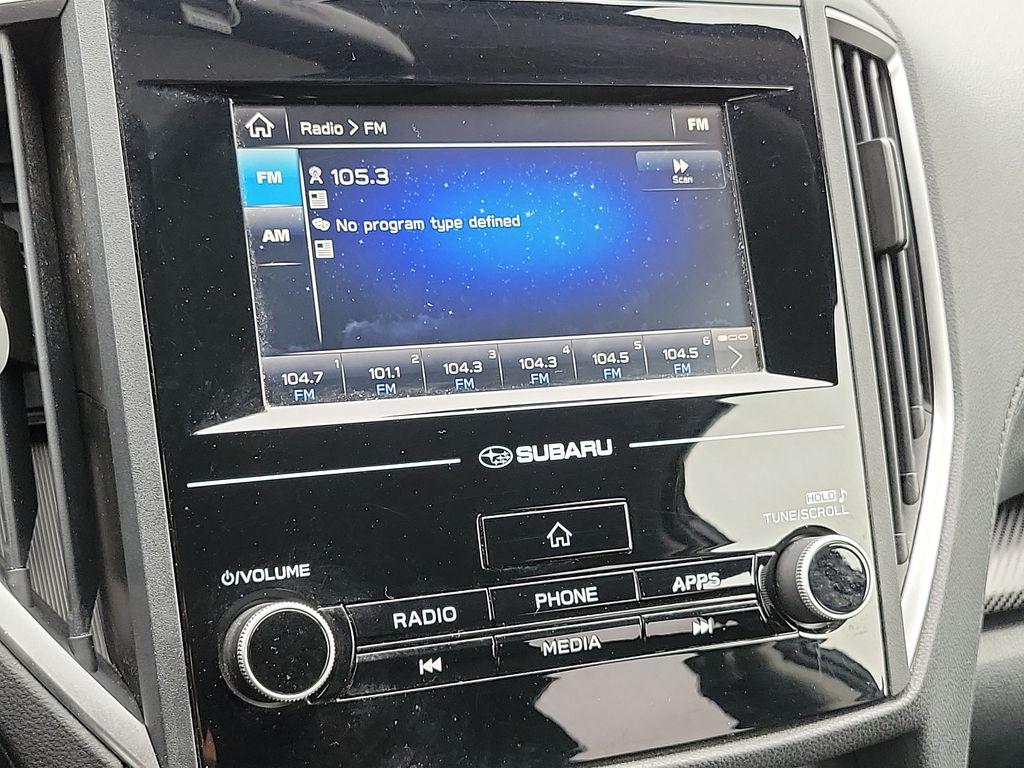 Radio > FM
FM
FM
105.3
Scan
No program type defined
AM
1
104.7
FM
2
101.1
FM
3
104.3
FM
4
104.3
FM
5
104.5
FM
6
104.5
FM
SUBARU
HOLD
TUNE/SCROLL
/VOLUME
RADIO
PHONE
APPS
MEDIA